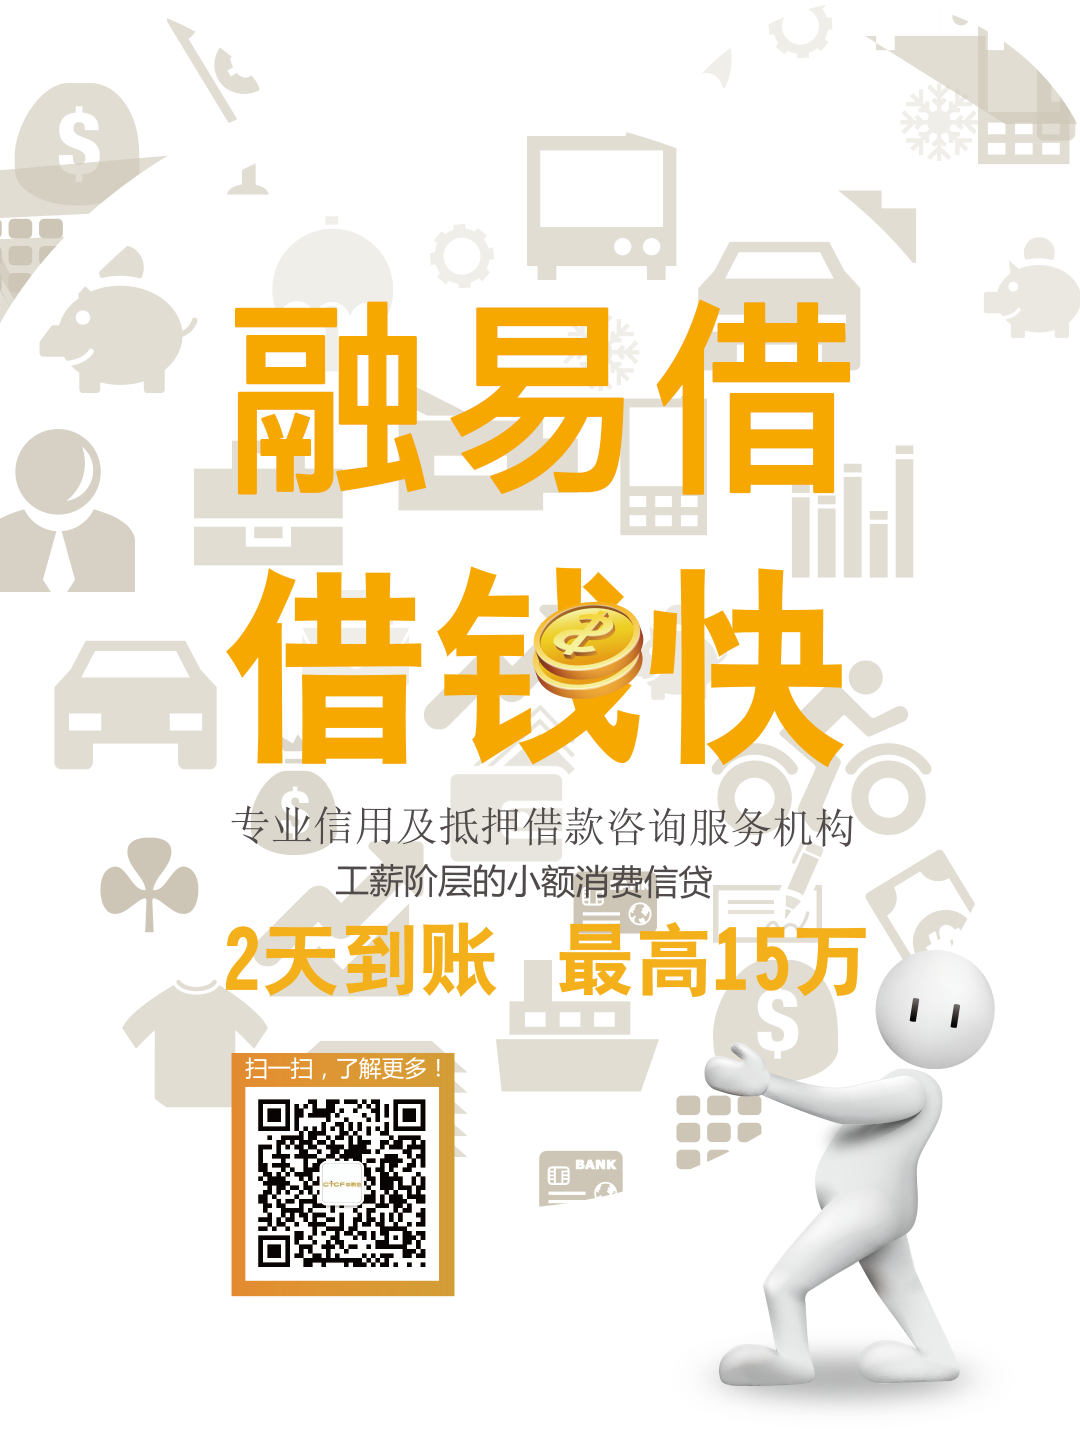 融易借
借钱快
专业信用及抵押借款咨询服务机构
工薪阶层的小额消费信贷
2天到账 最高15万
扫一扫，了解更多！
BANK